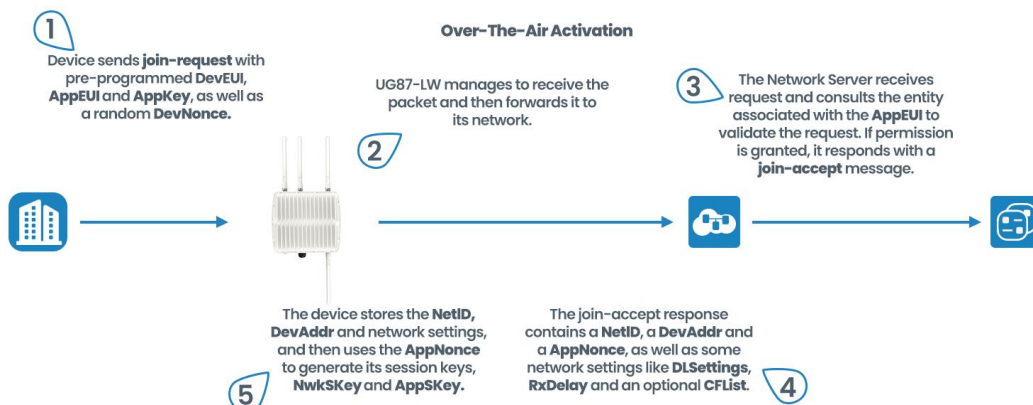 Over-The-Air Activation
1
Device sends join-request with
pre-programmed DevEUI,
AppEUI and AppKey, as well as
a random DevNonce.
UG87-LW manages to receive the
packet and then forwards it to
its network.
2
3
The Network Server receives
request and consults the entity
associated with the AppEUI to
validate the request. If permission
is granted, it responds with a
join-accept message.
The join-accept response
contains a NetID, a DevAddr and
a AppNonce, as well as some
network settings like DLSettings,
RxDelay and an optional CFList.
4
The device stores the NetID,
DevAddr and network settings,
and then uses the AppNonce
to generate its session keys,
NwkSKey and AppSKey.
5